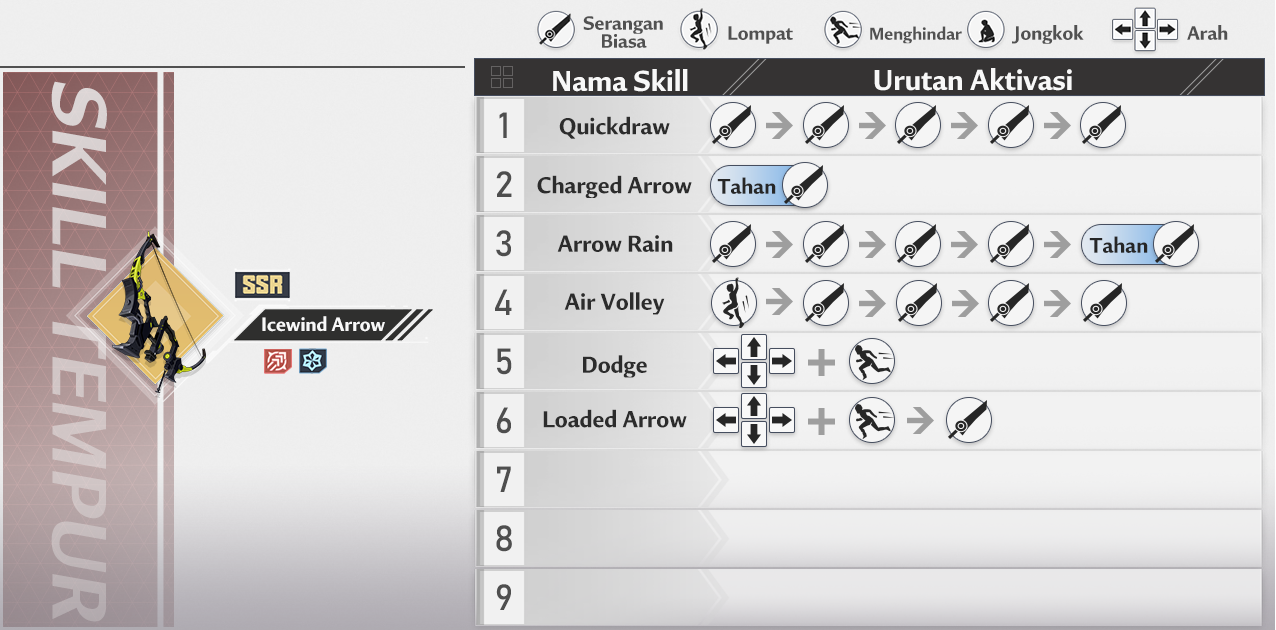 Serangan
Biasa
Lompat
Menghindar
Jongkok
Arah
SKILL TEMPUR
SSR
Icewind Arrow
Nama Skill
Urutan Aktivasi
1
Quickdraw
2
Charged Arrow
Tahan
3
Arrow Rain
Tahan
4
Air Volley
5
Dodge
6
Loaded Arrow
7
8
9